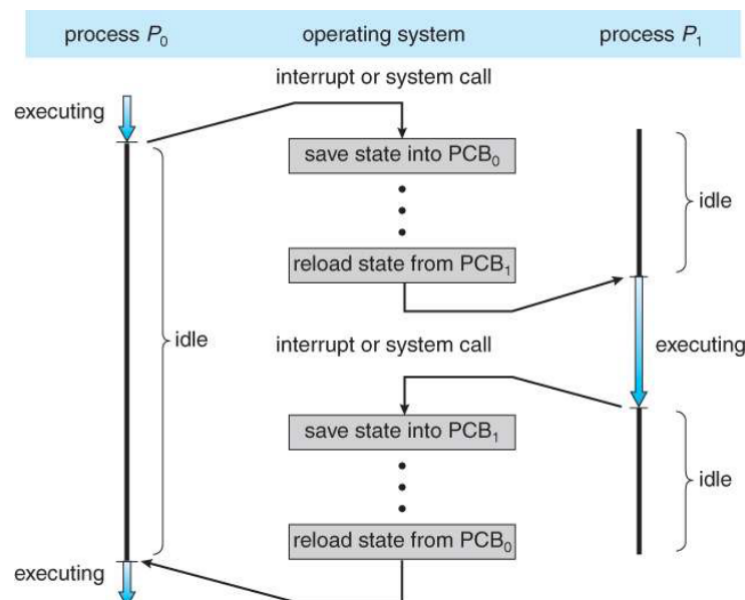 process P₀ operating system process P₁
interrupt or system call
executing
save state into PCB₀
idle
reload state from PCB₁
idle
interrupt or system call
executing
save state into PCB₁
idle
reload state from PCB₀
executing